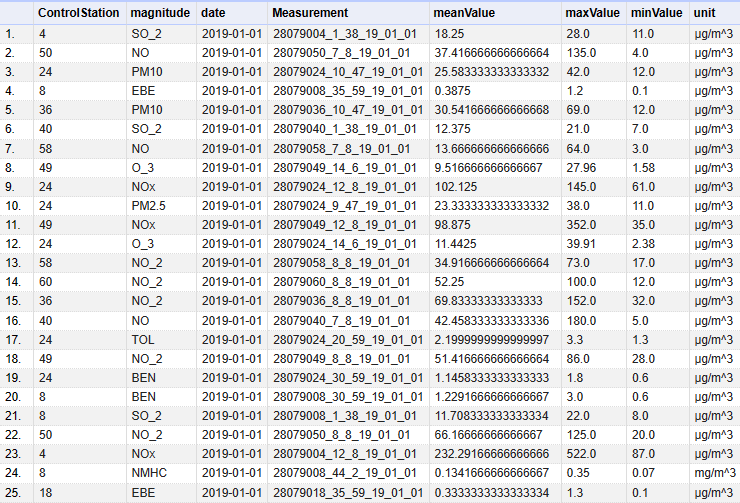 ControlStation magnitude date Measurement meanValue maxValue minValue unit
1. 4 SO_2 2019-01-01 28079004_1_38_19_01_01 18.25 28.0 11.0 µg/m^3
2. 50 NO 2019-01-01 28079050_7_8_19_01_01 37.416666666666664 135.0 4.0 µg/m^3
3. 24 PM10 2019-01-01 28079024_10_47_19_01_01 25.583333333333332 42.0 12.0 µg/m^3
4. 8 EBE 2019-01-01 28079008_35_59_19_01_01 0.3875 1.2 0.1 µg/m^3
5. 36 PM10 2019-01-01 28079036_10_47_19_01_01 30.541666666666668 69.0 12.0 µg/m^3
6. 40 SO_2 2019-01-01 28079040_1_38_19_01_01 12.375 21.0 7.0 µg/m^3
7. 58 NO 2019-01-01 28079058_7_8_19_01_01 13.666666666666666 64.0 3.0 µg/m^3
8. 49 O_3 2019-01-01 28079049_14_6_19_01_01 9.516666666666667 27.96 1.58 µg/m^3
9. 24 NOx 2019-01-01 28079024_12_8_19_01_01 102.125 145.0 61.0 µg/m^3
10. 24 PM2.5 2019-01-01 28079024_9_47_19_01_01 23.333333333333332 38.0 11.0 µg/m^3
11. 49 NOx 2019-01-01 28079049_12_8_19_01_01 98.875 352.0 35.0 µg/m^3
12. 24 O_3 2019-01-01 28079024_14_6_19_01_01 11.4425 39.91 2.38 µg/m^3
13. 58 NO_2 2019-01-01 28079058_8_8_19_01_01 34.916666666666664 73.0 17.0 µg/m^3
14. 60 NO_2 2019-01-01 28079060_8_8_19_01_01 52.25 100.0 12.0 µg/m^3
15. 36 NO_2 2019-01-01 28079036_8_8_19_01_01 69.83333333333333 152.0 32.0 µg/m^3
16. 40 NO 2019-01-01 28079040_7_8_19_01_01 42.458333333333336 180.0 5.0 µg/m^3
17. 24 TOL 2019-01-01 28079024_20_59_19_01_01 2.1999999999999997 3.3 1.3 µg/m^3
18. 49 NO_2 2019-01-01 28079049_8_8_19_01_01 51.416666666666664 86.0 28.0 µg/m^3
19. 24 BEN 2019-01-01 28079024_30_59_19_01_01 1.1458333333333333 1.8 0.6 µg/m^3
20. 8 BEN 2019-01-01 28079008_30_59_19_01_01 1.2291666666666667 3.0 0.6 µg/m^3
21. 8 SO_2 2019-01-01 28079008_1_38_19_01_01 11.708333333333334 22.0 8.0 µg/m^3
22. 50 NO_2 2019-01-01 28079050_8_8_19_01_01 66.16666666666667 125.0 20.0 µg/m^3
23. 4 NOx 2019-01-01 28079004_12_8_19_01_01 232.29166666666666 522.0 87.0 µg/m^3
24. 8 NMHC 2019-01-01 28079008_44_2_19_01_01 0.13416666666666667 0.35 0.07 mg/m^3
25. 18 EBE 2019-01-01 28079018_35_59_19_01_01 0.3333333333333334 1.3 0.1 µg/m^3